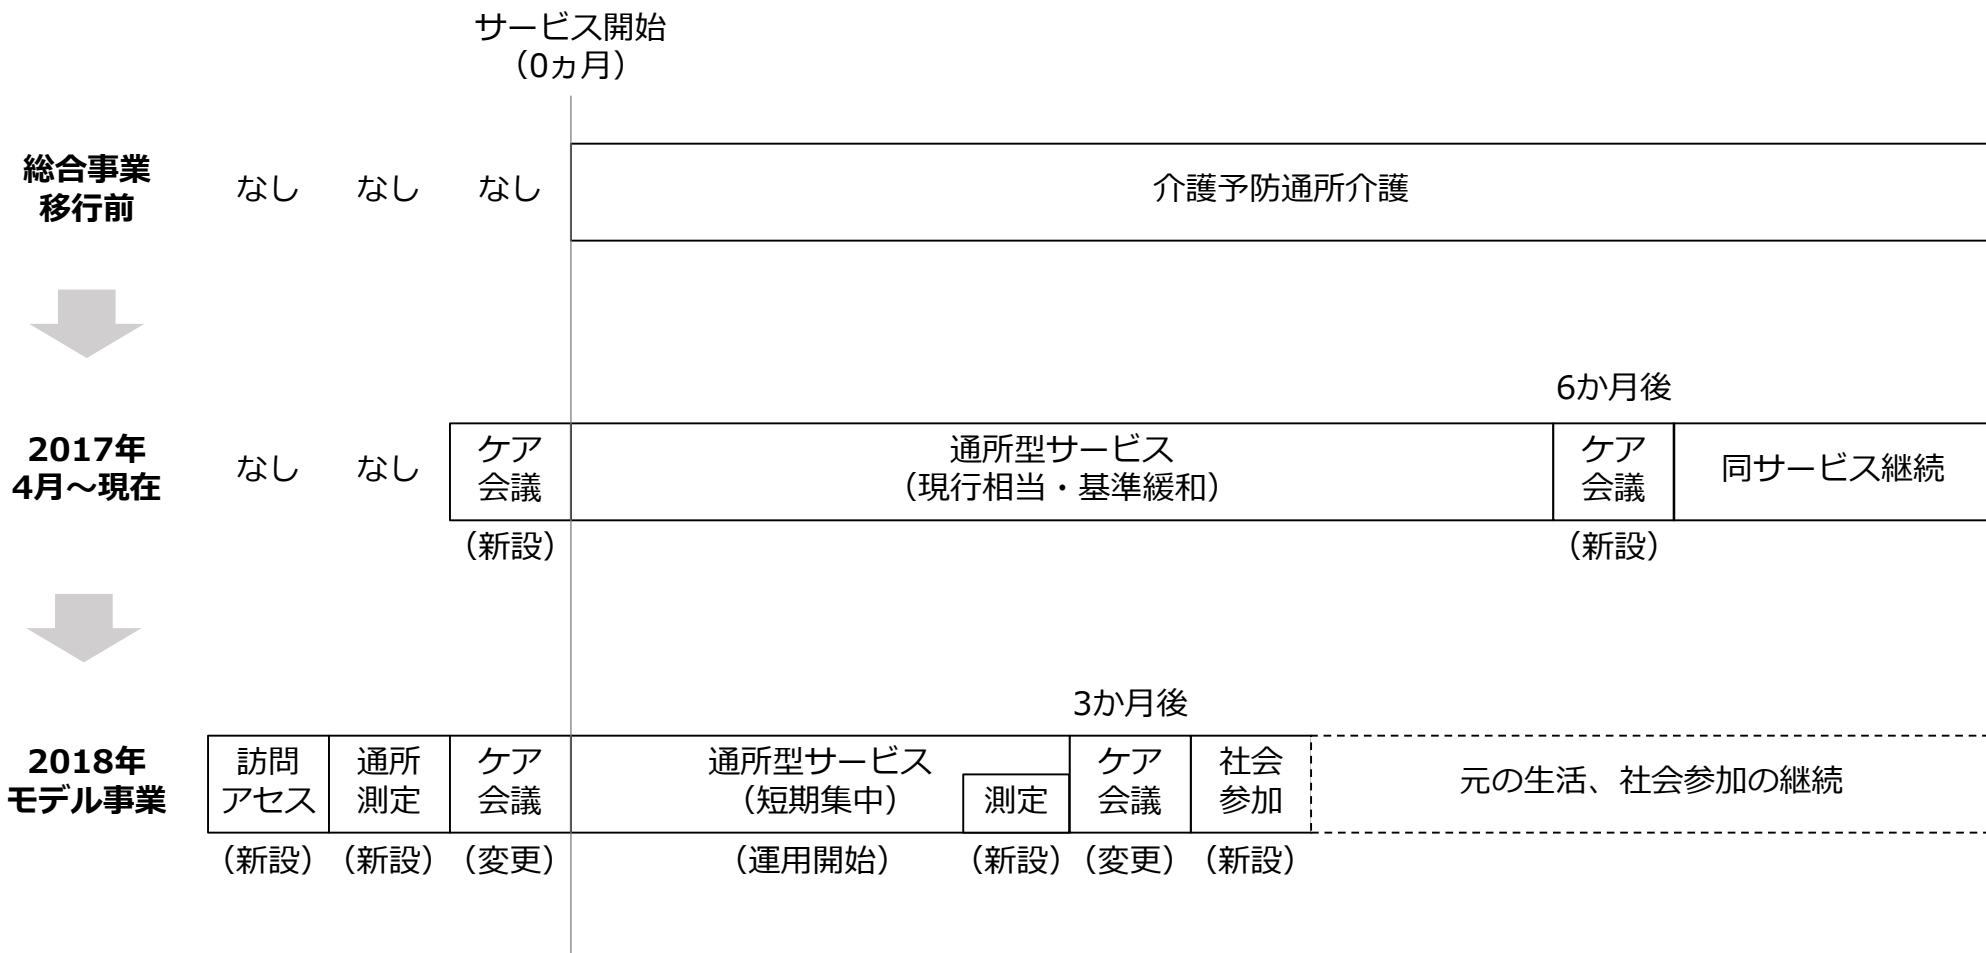 サービス開始
（0ヵ月）
総合事業
移行前
なし
なし
なし
介護予防通所介護
6か月後
2017年
4月～現在
なし
なし
ケア
会議
通所型サービス
（現行相当・基準緩和）
ケア
会議
同サービス継続
（新設）
（新設）
3か月後
2018年
モデル事業
訪問
アセス
通所
測定
ケア
会議
通所型サービス
（短期集中）
測定
ケア
会議
社会
参加
元の生活、社会参加の継続
（新設）
（新設）
（変更）
（運用開始）
（新設）
（変更）
（新設）